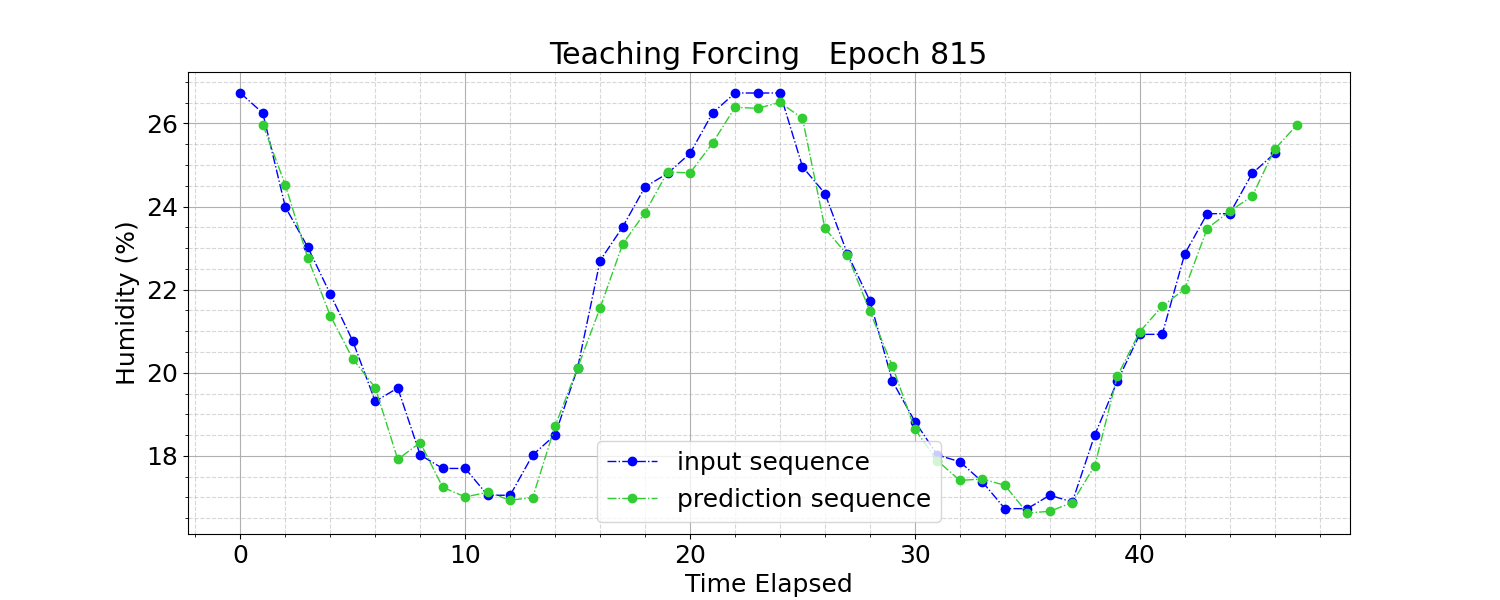 Teaching Forcing   Epoch 815
Humidity (%)
26
24
22
20
18
input sequence
prediction sequence
0 10 20 30 40
Time Elapsed